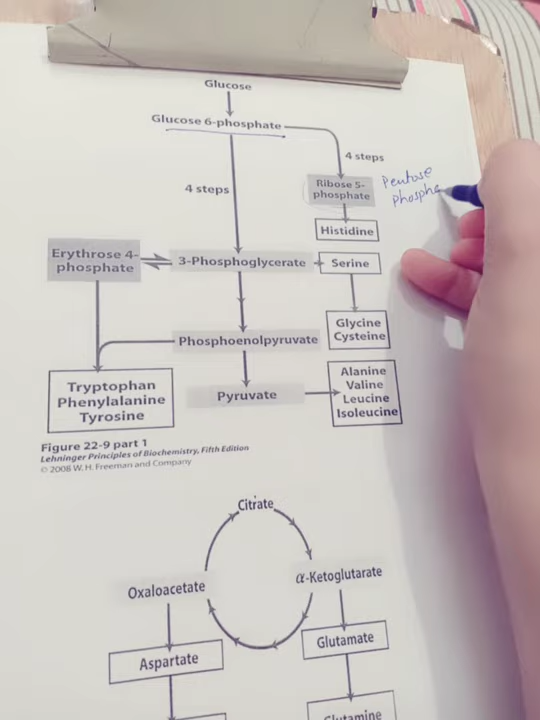 Glucose
Glucose 6-phosphate
4 steps
4 steps
Ribose 5-
phosphate
Pentose
Histidine
Erythrose 4-
phosphate
3-Phosphoglycerate
Serine
Glycine
Cysteine
Phosphoenolpyruvate
Tryptophan
Phenylalanine
Tyrosine
Pyruvate
Alanine
Valine
Leucine
Isoleucine
Figure 22-9 part 1
Lehninger Principles of Biochemistry, Fifth Edition
© 2008 W. H. Freeman and Company
Citrate
Oxaloacetate
α-Ketoglutarate
Aspartate
Glutamate
Glutamine